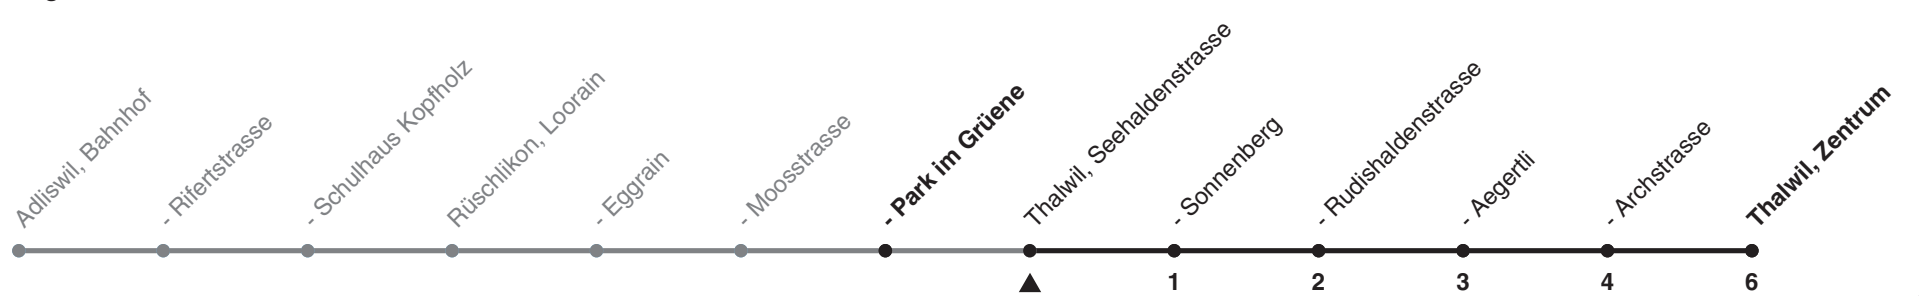 Adliswil, Bahnhof
- Rifertstrasse
- Schulhaus Kopfholz
Rüschlikon, Loorain
- Eggrain
- Moosstrasse
- Park im Grüene
Thalwil, Seehaldenstrasse
- Sonnenberg
- Rudishaldenstrasse
- Aegertli
- Archstrasse
Thalwil, Zentrum
1 2 3 4 6